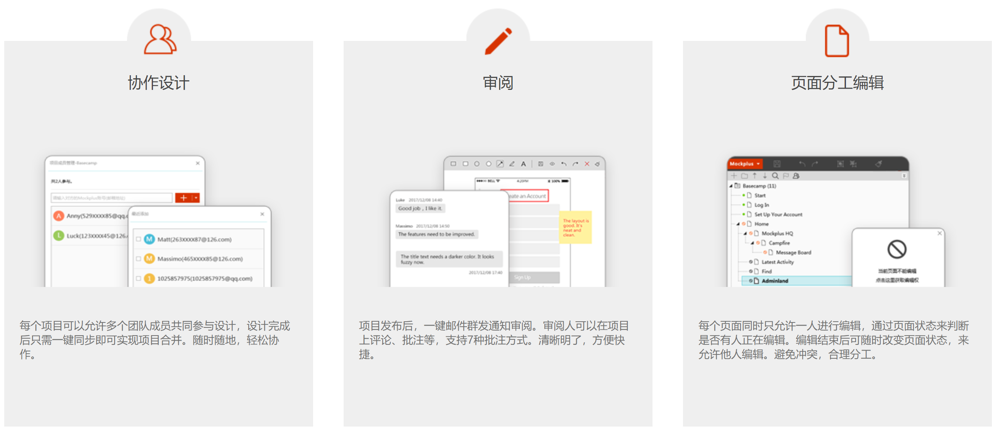 协作设计
项目成员管理-Basecamp
共2人参与。
请输入对方的Mockplus账号(邮箱地址)
A Anny(529XXXX85@qq.c
L Luck(123XXXX45@126.
最近添加
M Matt(263XXXX87@126.com)
M Massimo(465XXXX85@126.com)
1 1025857975(1025857975@qq.com)
每个项目可以允许多个团队成员共同参与设计，设计完成
后只需一键同步即可实现项目合并。随时随地，轻松协
作。
审阅
A
BELL 4:20PM 100%
eate an Account
Luke 2017/12/08 14:40
Good job , I like it.
Massimo 2017/12/08 14:50
The features need to be improved.
The title text needs a darker color. It looks
fuzzy now.
2017/12/08 17:40
The layout is
good. It's
neat and
clean.
Sign Up
项目发布后，一键邮件群发通知审阅。审阅人可以在项目
上评论、批注等，支持7种批注方式。清晰明了，方便快
捷。
页面分工编辑
Mockplus
Basecamp (11)
Start
Log In
Set Up Your Account
Home
Mockplus HQ
Campfire
Message Board
Latest Activity
Find
Adminland
当前页面不能编辑
点击这里获取编辑权
每个页面同时只允许一人进行编辑，通过页面状态来判断
是否有人正在编辑。编辑结束后可随时改变页面状态，来
允许他人编辑。避免冲突，合理分工。